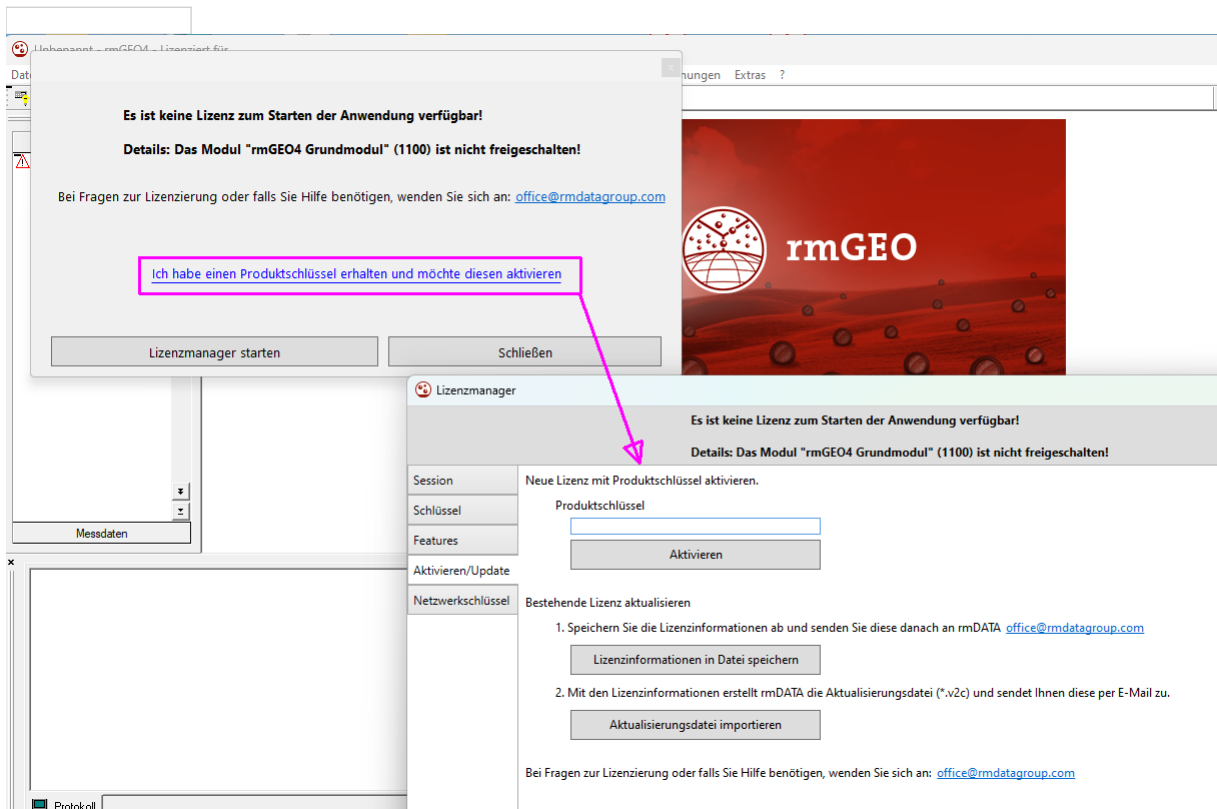 Unbenannt - rmGEO4 - Lizenziert für
Dat
nungen Extras ?
x
Es ist keine Lizenz zum Starten der Anwendung verfügbar!
Details: Das Modul "rmGEO4 Grundmodul" (1100) ist nicht freigeschalten!
Bei Fragen zur Lizenzierung oder falls Sie Hilfe benötigen, wenden Sie sich an: office@rmdatagroup.com
Ich habe einen Produktschlüssel erhalten und möchte diesen aktivieren
Lizenzmanager starten
Schließen
rmGEO
Messdaten
x
Protokoll
Lizenzmanager
Es ist keine Lizenz zum Starten der Anwendung verfügbar!
Details: Das Modul "rmGEO4 Grundmodul" (1100) ist nicht freigeschalten!
Session
Schlüssel
Features
Aktivieren/Update
Netzwerkschlüssel
Neue Lizenz mit Produktschlüssel aktivieren.
Produktschlüssel
Aktivieren
Bestehende Lizenz aktualisieren
1. Speichern Sie die Lizenzinformationen ab und senden Sie diese danach an rmDATA office@rmdatagroup.com
Lizenzinformationen in Datei speichern
2. Mit den Lizenzinformationen erstellt rmDATA die Aktualisierungsdatei (*.v2c) und sendet Ihnen diese per E-Mail zu.
Aktualisierungsdatei importieren
Bei Fragen zur Lizenzierung oder falls Sie Hilfe benötigen, wenden Sie sich an: office@rmdatagroup.com